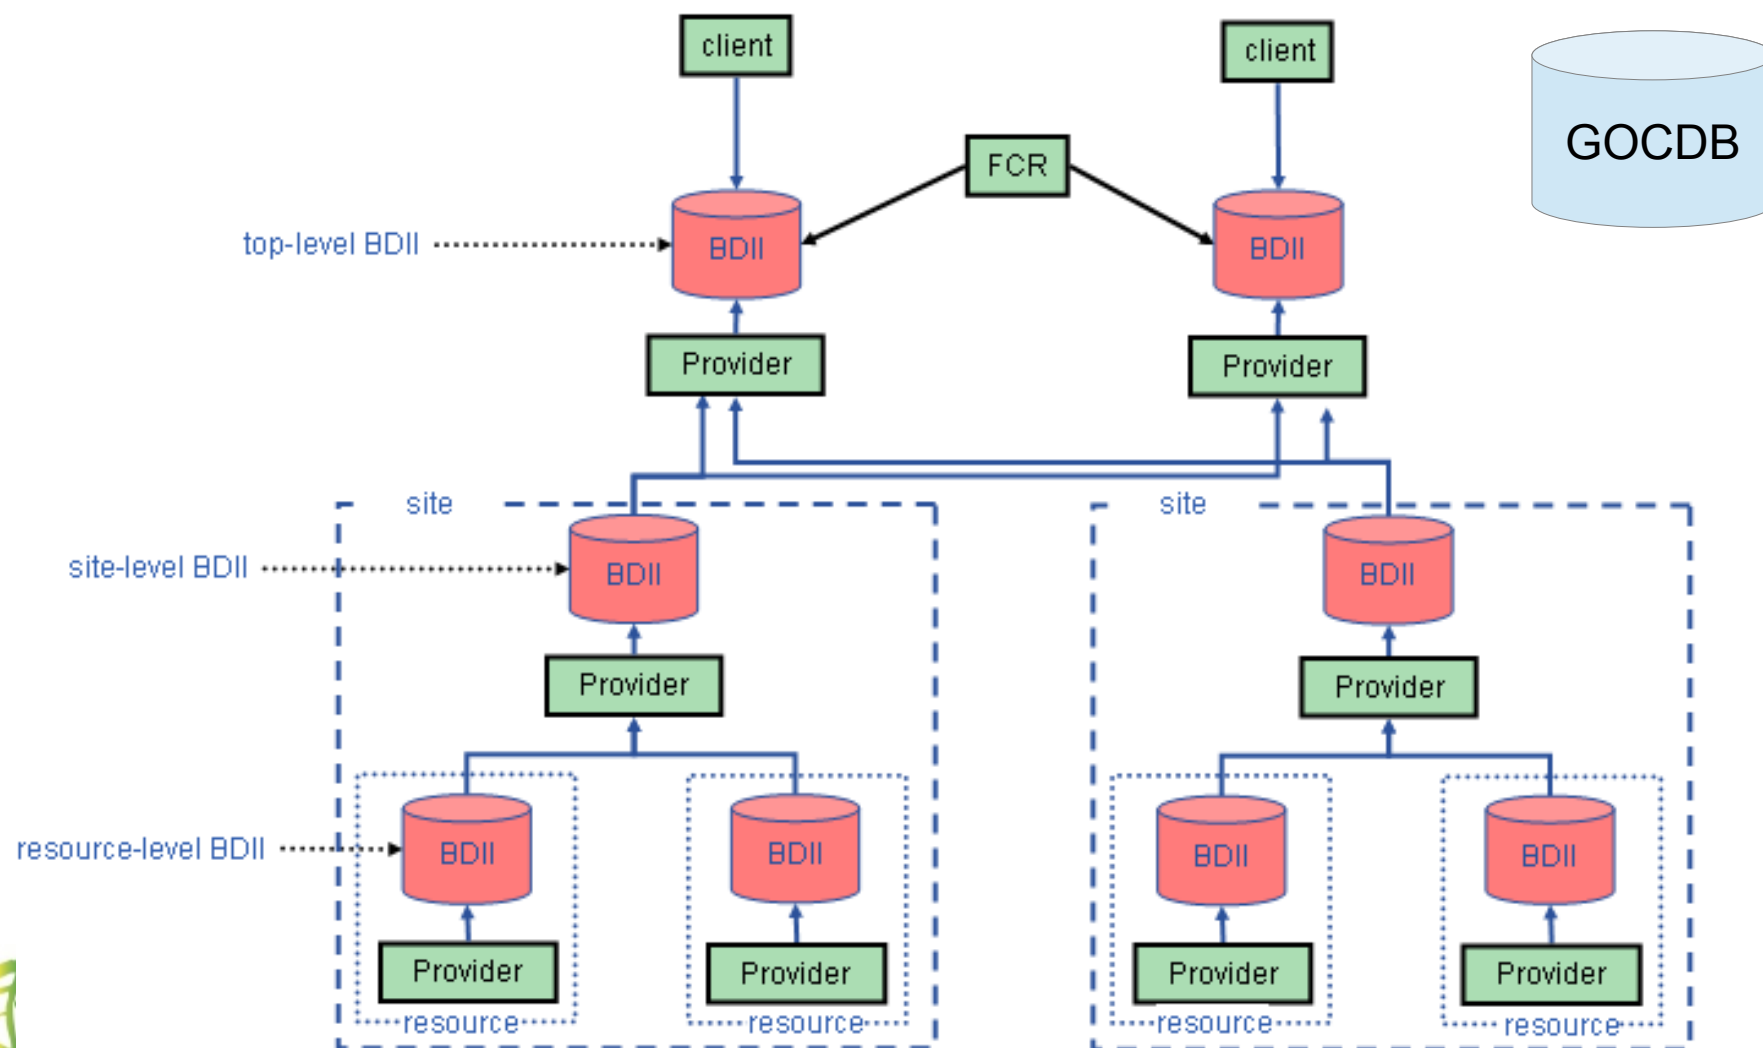 client
client
GOCDB
FCR
top-level BDII
BDII
BDII
Provider
Provider
site
site
site-level BDII
BDII
BDII
Provider
Provider
resource-level BDII
BDII
BDII
BDII
BDII
Provider
Provider
Provider
Provider
resource
resource
resource
resource